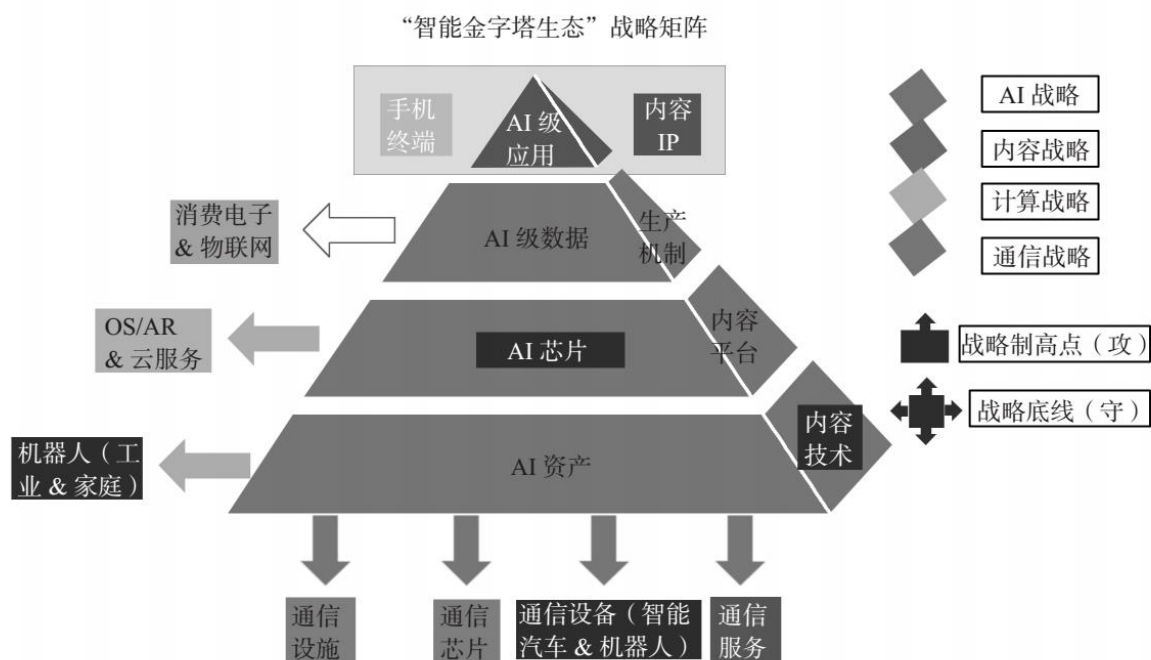 “智能金字塔生态”战略矩阵
手机
终端
AI 级
应用
内容
IP
消费电子
& 物联网
AI 级数据
生产
机制
OS/AR
& 云服务
AI 芯片
内容
平台
机器人（工
业 & 家庭）
AI 资产
内容
技术
通信
设施
通信
芯片
通信设备（智能
汽车 & 机器人）
通信
服务
AI 战略
内容战略
计算战略
通信战略
战略制高点（攻）
战略底线（守）